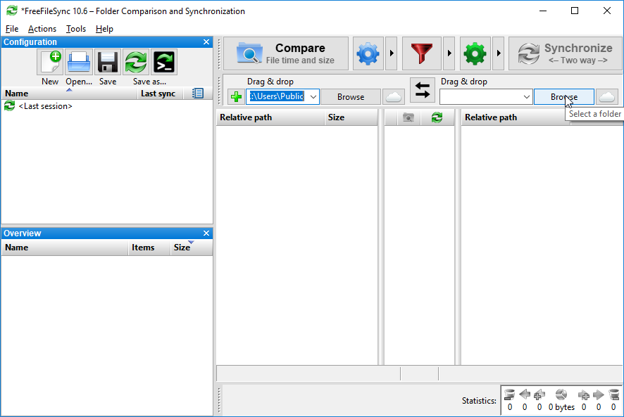 *FreeFileSync 10.6 – Folder Comparison and Synchronization
File Actions Tools Help
Configuration
New Open... Save Save as...
Name Last sync
<Last session>
Overview
Name Items Size
Compare
File time and size
Synchronize
<– Two way –>
Drag & drop
:\Users\Public Browse
Drag & drop
Browse
Select a folder
Relative path Size
Relative path
Statistics: 0 0 0 0 bytes 0 0 0